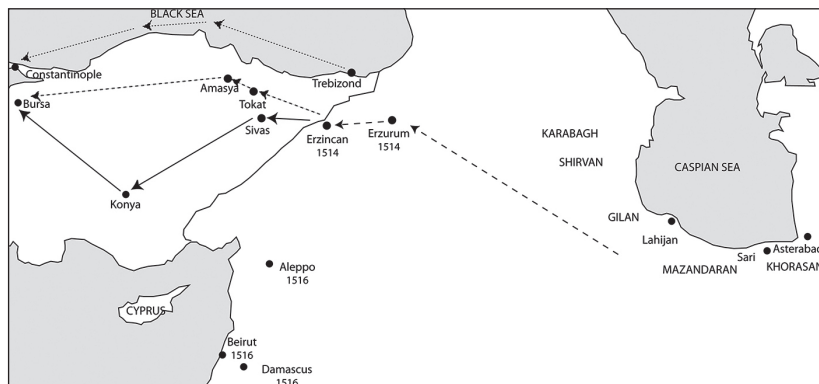 BLACK SEA
Constantinople
Trebizond
Amasya
Bursa
Tokat
Sivas
Erzincan
1514
Erzurum
1514
KARABAGH
SHIRVAN
CASPIAN SEA
Konya
GILAN
Lahijan
Sari
Asterabad
MAZANDARAN
KHORASAN
Aleppo
1516
CYPRUS
Beirut
1516
Damascus
1516